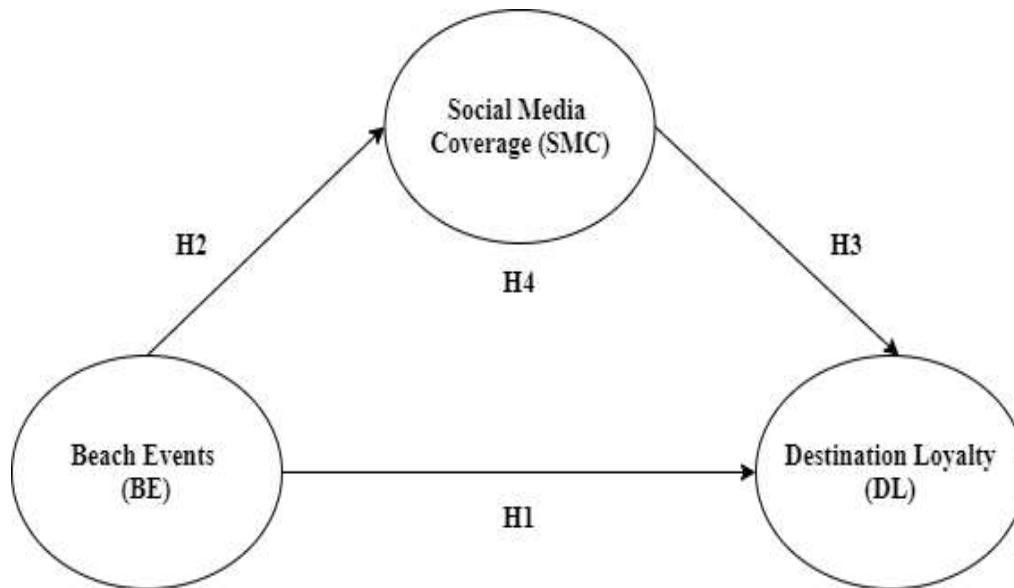 Social Media
Coverage (SMC)
H2
H3
H4
Beach Events
(BE)
Destination Loyalty
(DL)
H1